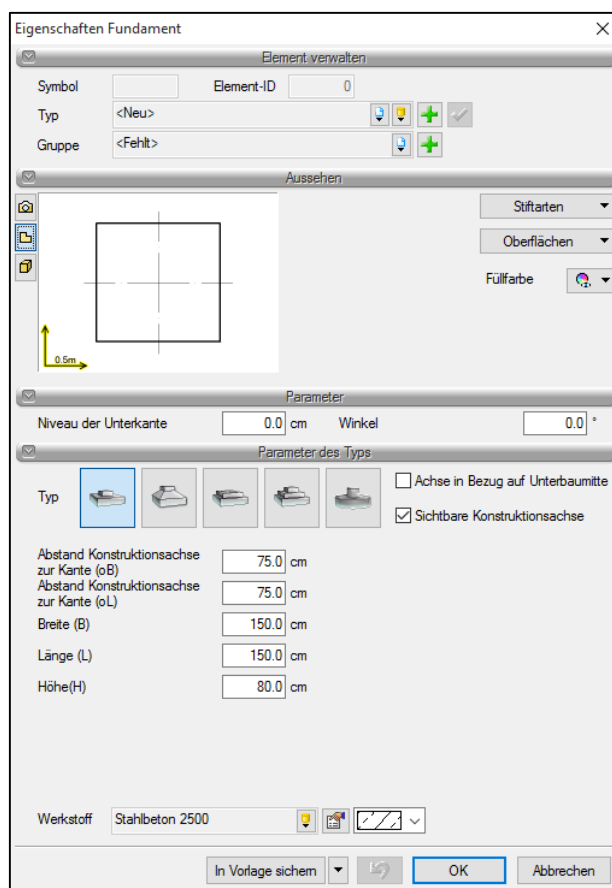 Eigenschaften Fundament
Element verwalten
Symbol Element-ID 0
Typ <Neu>
Gruppe <Fehlt>
Aussehen
Stiftarten
Oberflächen
Füllfarbe
0.5m
Parameter
Niveau der Unterkante 0.0 cm Winkel 0.0 °
Parameter des Typs
Typ
Achse in Bezug auf Unterbaumitte
Sichtbare Konstruktionsachse
Abstand Konstruktionsachse
zur Kante (oB) 75.0 cm
Abstand Konstruktionsachse
zur Kante (oL) 75.0 cm
Breite (B) 150.0 cm
Länge (L) 150.0 cm
Höhe(H) 80.0 cm
Werkstoff Stahlbeton 2500
In Vorlage sichern OK Abbrechen